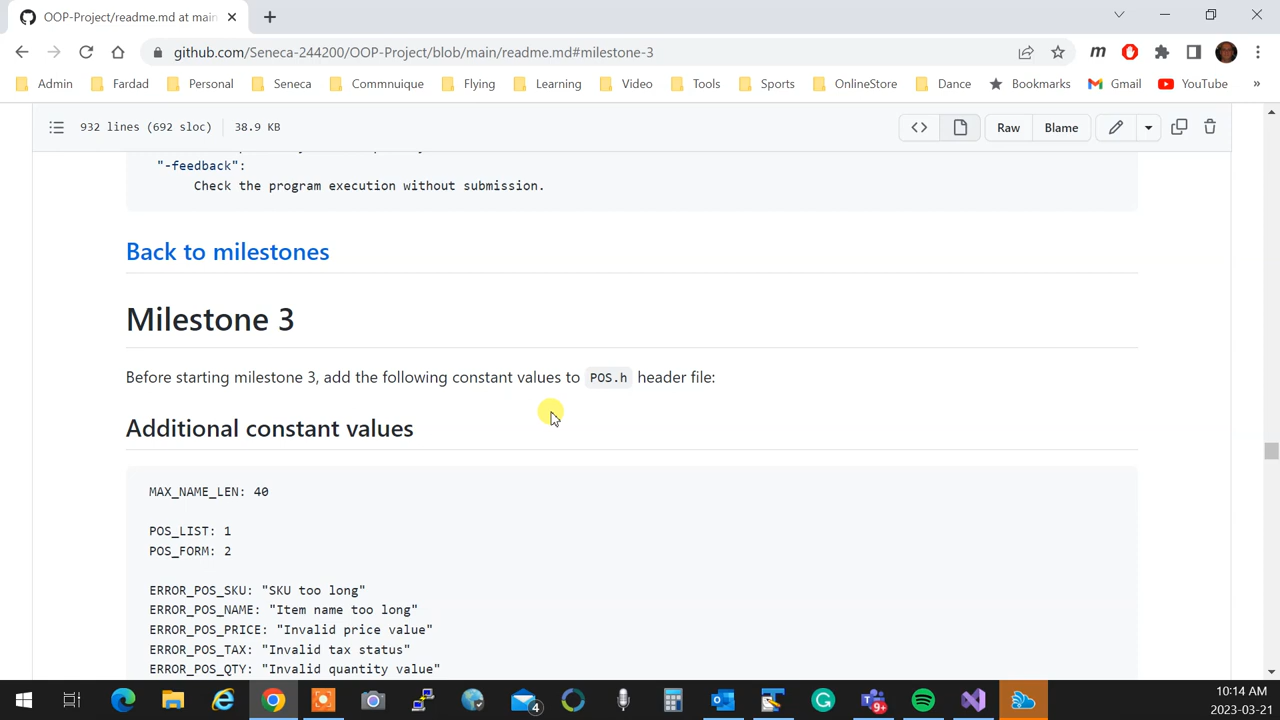 OOP-Project/readme.md at main
github.com/Seneca-244200/OOP-Project/blob/main/readme.md#milestone-3
m
Admin Fardad Personal Seneca Commnuique Flying Learning Video Tools Sports OnlineStore Dance Bookmarks Gmail YouTube »
932 lines (692 sloc) 38.9 KB
Raw Blame
"-feedback":
Check the program execution without submission.
Back to milestones
Milestone 3
Before starting milestone 3, add the following constant values to POS.h header file:
Additional constant values
MAX_NAME_LEN: 40
POS_LIST: 1
POS_FORM: 2
ERROR_POS_SKU: "SKU too long"
ERROR_POS_NAME: "Item name too long"
ERROR_POS_PRICE: "Invalid price value"
ERROR_POS_TAX: "Invalid tax status"
ERROR_POS_QTY: "Invalid quantity value"
4
9+
10:14 AM
2023-03-21